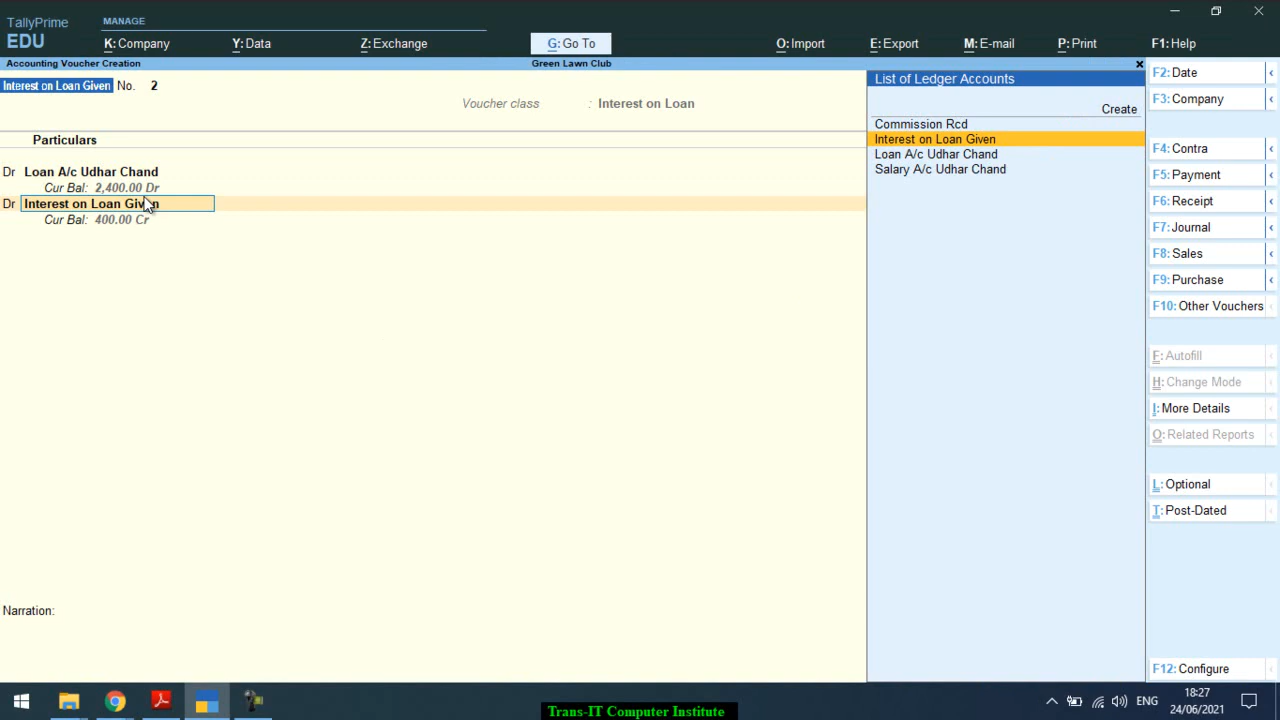 TallyPrime
EDU
MANAGE
K: Company
Y: Data
Z: Exchange
G: Go To
O: Import
E: Export
M: E-mail
P: Print
F1: Help
Accounting Voucher Creation
Green Lawn Club
Interest on Loan Given No. 2
Voucher class : Interest on Loan
Particulars
Dr Loan A/c Udhar Chand
Cur Bal: 2,400.00 Dr
Dr Interest on Loan Given
Cur Bal: 400.00 Cr
Narration:
List of Ledger Accounts
Create
Commission Rcd
Interest on Loan Given
Loan A/c Udhar Chand
Salary A/c Udhar Chand
F2: Date
F3: Company
F4: Contra
F5: Payment
F6: Receipt
F7: Journal
F8: Sales
F9: Purchase
F10: Other Vouchers
F: Autofill
H: Change Mode
I: More Details
O: Related Reports
L: Optional
T: Post-Dated
F12: Configure
ENG
18:27
24/06/2021
Trans-IT Computer Institute